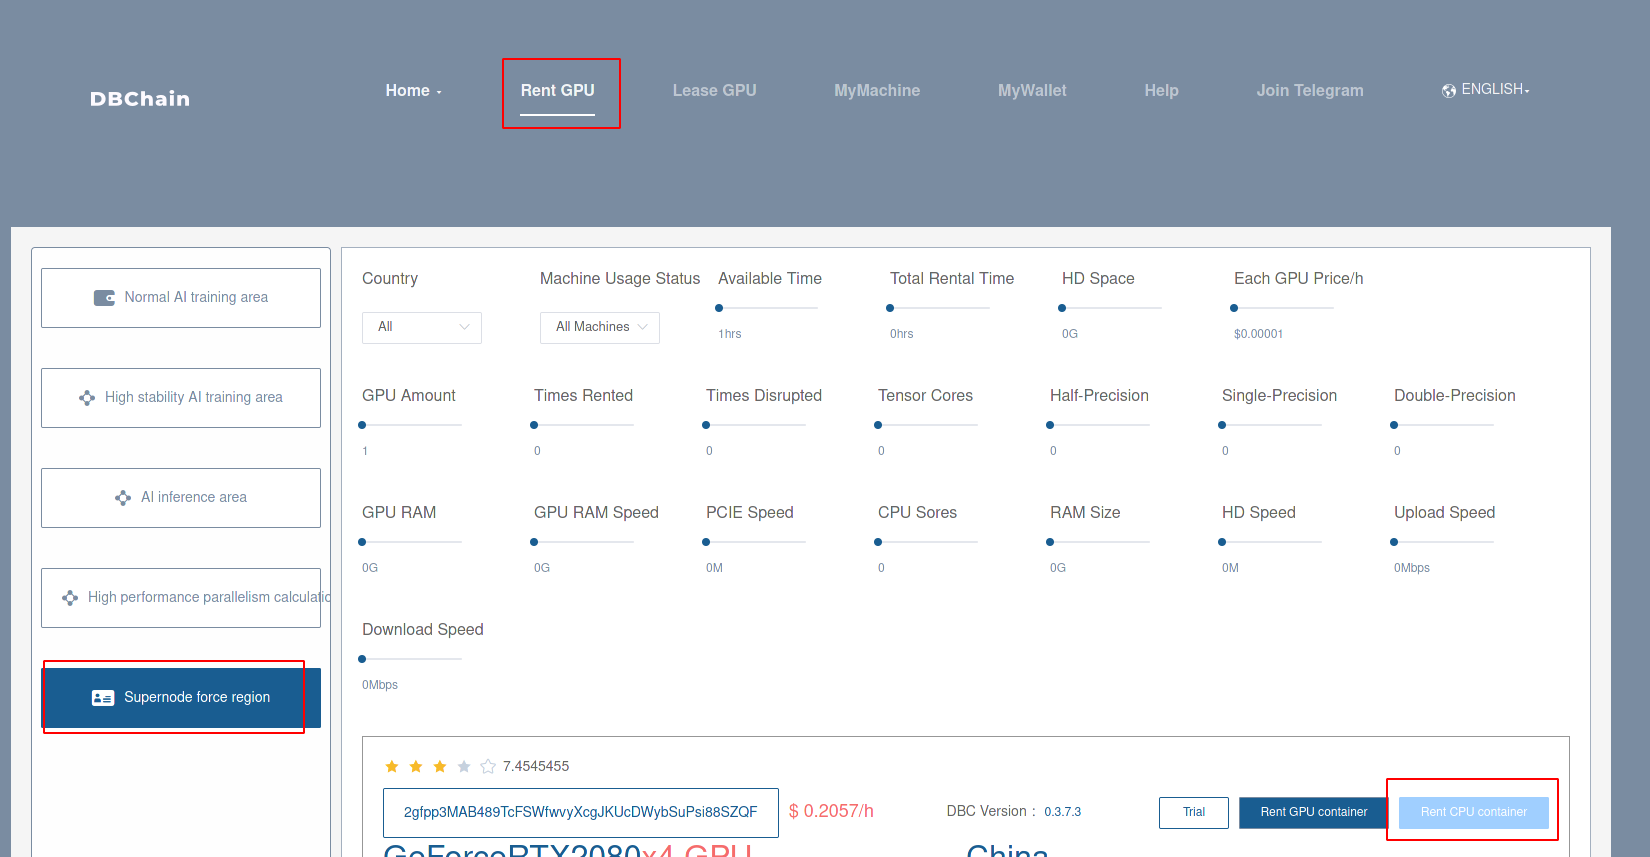 DBChain
Home
Rent GPU
Lease GPU
MyMachine
MyWallet
Help
Join Telegram
ENGLISH
Normal AI training area
High stability AI training area
AI inference area
High performance parallelism calculatio
Supernode force region
Country
Machine Usage Status
Available Time
Total Rental Time
HD Space
Each GPU Price/h
All
All Machines
1hrs
0hrs
0G
$0.00001
GPU Amount
Times Rented
Times Disrupted
Tensor Cores
Half-Precision
Single-Precision
Double-Precision
1
0
0
0
0
0
0
GPU RAM
GPU RAM Speed
PCIE Speed
CPU Sores
RAM Size
HD Speed
Upload Speed
0G
0G
0M
0
0G
0M
0Mbps
Download Speed
0Mbps
7.4545455
2gfpp3MAB489TcFSWfwvyXcgJKUcDWybSuPsi88SZQF
$ 0.2057/h
DBC Version : 0.3.7.3
Trial
Rent GPU container
Rent CPU container
GeForceRTX2080x4 GPU
China